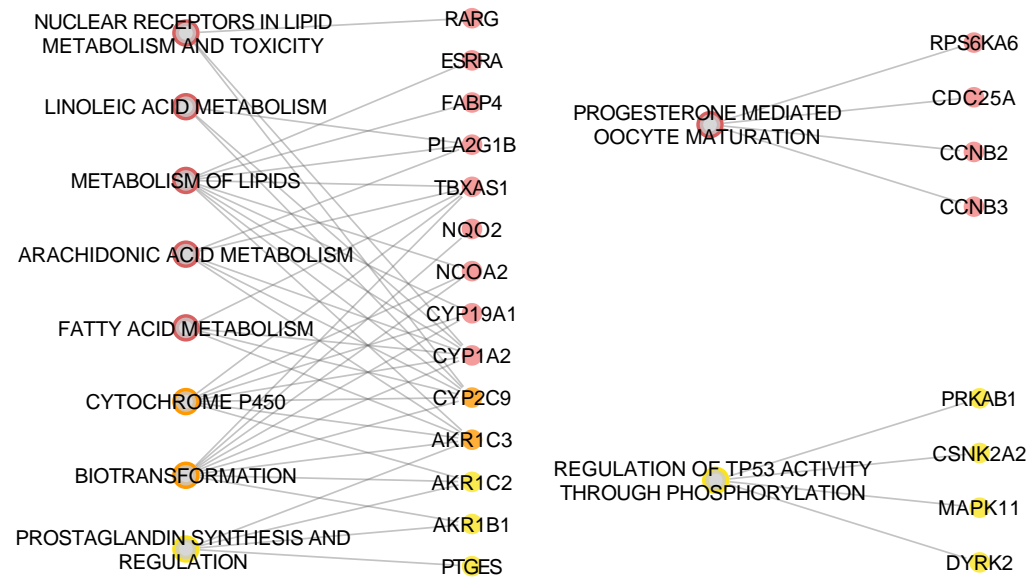 NUCLEAR RECEPTORS IN LIPID
METABOLISM AND TOXICITY
LINOLEIC ACID METABOLISM
METABOLISM OF LIPIDS
ARACHIDONIC ACID METABOLISM
FATTY ACID METABOLISM
CYTOCHROME P450
BIOTRANSFORMATION
PROSTAGLANDIN SYNTHESIS AND
REGULATION
RARG
ESRRA
FABP4
PLA2G1B
TBXAS1
NQO2
NCOA2
CYP19A1
CYP1A2
CYP2C9
AKR1C3
AKR1C2
AKR1B1
PTGES
PROGESTERONE MEDIATED
OOCYTE MATURATION
RPS6KA6
CDC25A
CCNB2
CCNB3
REGULATION OF TP53 ACTIVITY
THROUGH PHOSPHORYLATION
PRKAB1
CSNK2A2
MAPK11
DYRK2